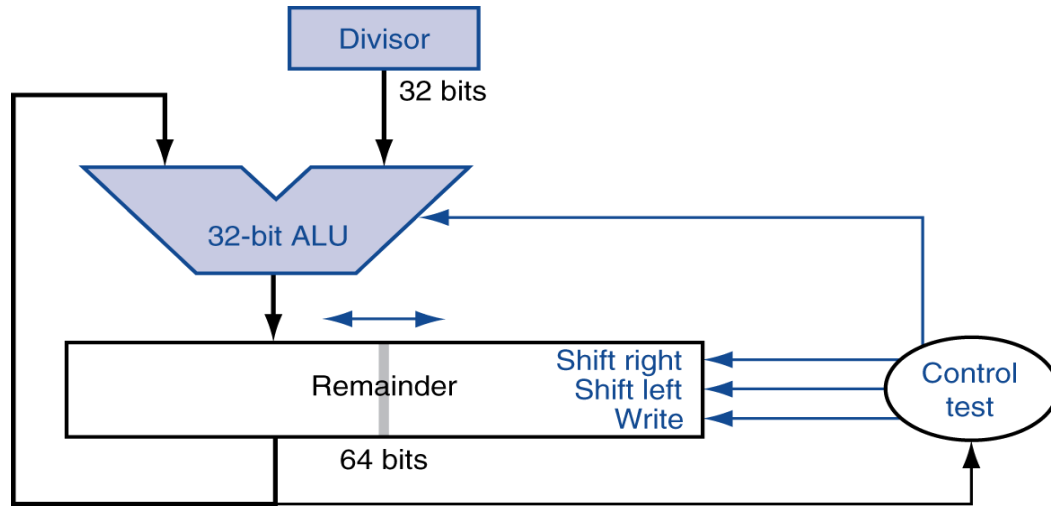 Divisor
32 bits
32-bit ALU
Remainder
Shift right
Shift left
Write
Control
test
64 bits